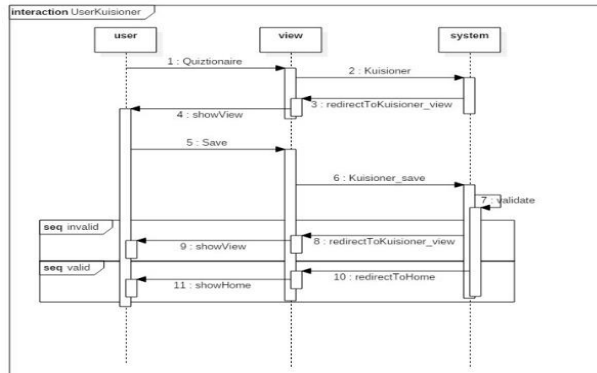 interaction UserKuisioner
user view system
1 : Quiztionaire
2 : Kuisioner
3 : redirectToKuisioner_view
4 : showView
5 : Save
6 : Kuisioner_save
7 : validate
seq invalid
8 : redirectToKuisioner_view
9 : showView
seq valid
10 : redirectToHome
11 : showHome